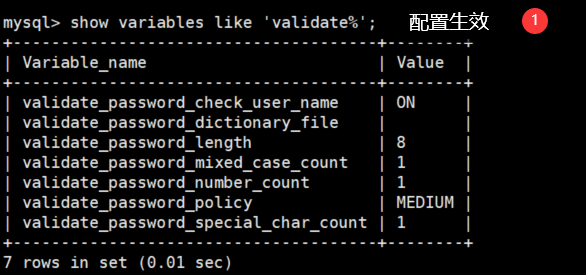 mysql> show variables like 'validate%'; 配置生效 1
+--------------------------------------+--------+
| Variable_name | Value |
+--------------------------------------+--------+
| validate_password_check_user_name | ON |
| validate_password_dictionary_file | |
| validate_password_length | 8 |
| validate_password_mixed_case_count | 1 |
| validate_password_number_count | 1 |
| validate_password_policy | MEDIUM |
| validate_password_special_char_count | 1 |
+--------------------------------------+--------+
7 rows in set (0.01 sec)